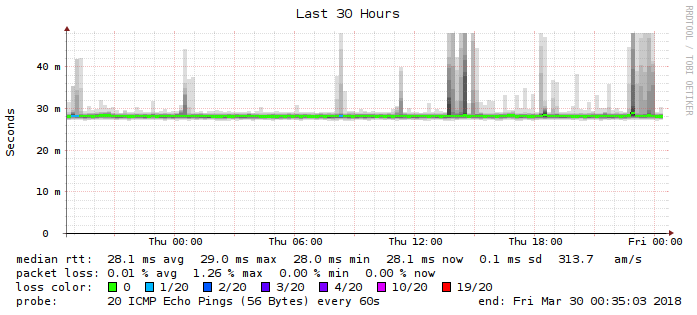 Last 30 Hours
RRDTOOL / TOBI OETIKER
Seconds
40 m
30 m
20 m
10 m
0
Thu 00:00 Thu 06:00 Thu 12:00 Thu 18:00 Fri 00:00
median rtt: 28.1 ms avg 29.0 ms max 28.0 ms min 28.1 ms now 0.1 ms sd 313.7 am/s
packet loss: 0.01 % avg 1.26 % max 0.00 % min 0.00 % now
loss color: 0 1/20 2/20 3/20 4/20 10/20 19/20
probe: 20 ICMP Echo Pings (56 Bytes) every 60s end: Fri Mar 30 00:35:03 2018